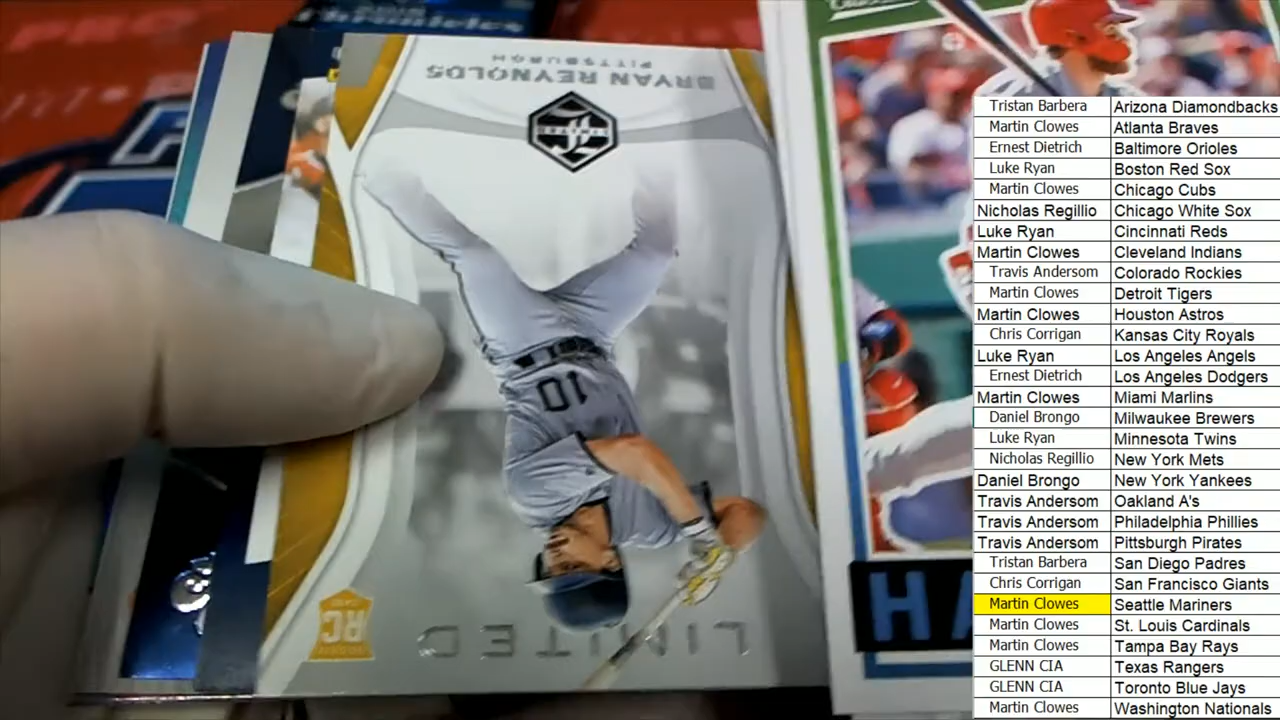 BRYAN REYNOLDS
PITTSBURGH
LIMITED
10
RC
LIMITED
HA
Tristan Barbera Arizona Diamondbacks
Martin Clowes Atlanta Braves
Ernest Dietrich Baltimore Orioles
Luke Ryan Boston Red Sox
Martin Clowes Chicago Cubs
Nicholas Regillio Chicago White Sox
Luke Ryan Cincinnati Reds
Martin Clowes Cleveland Indians
Travis Andersom Colorado Rockies
Martin Clowes Detroit Tigers
Martin Clowes Houston Astros
Chris Corrigan Kansas City Royals
Luke Ryan Los Angeles Angels
Ernest Dietrich Los Angeles Dodgers
Martin Clowes Miami Marlins
Daniel Brongo Milwaukee Brewers
Luke Ryan Minnesota Twins
Nicholas Regillio New York Mets
Daniel Brongo New York Yankees
Travis Andersom Oakland A's
Travis Andersom Philadelphia Phillies
Travis Andersom Pittsburgh Pirates
Tristan Barbera San Diego Padres
Chris Corrigan San Francisco Giants
Martin Clowes Seattle Mariners
Martin Clowes St. Louis Cardinals
Martin Clowes Tampa Bay Rays
GLENN CIA Texas Rangers
GLENN CIA Toronto Blue Jays
Martin Clowes Washington Nationals